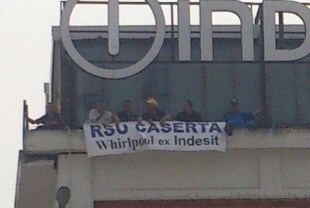 IND
RSU CASERTA
Whirlpool ex Indesit